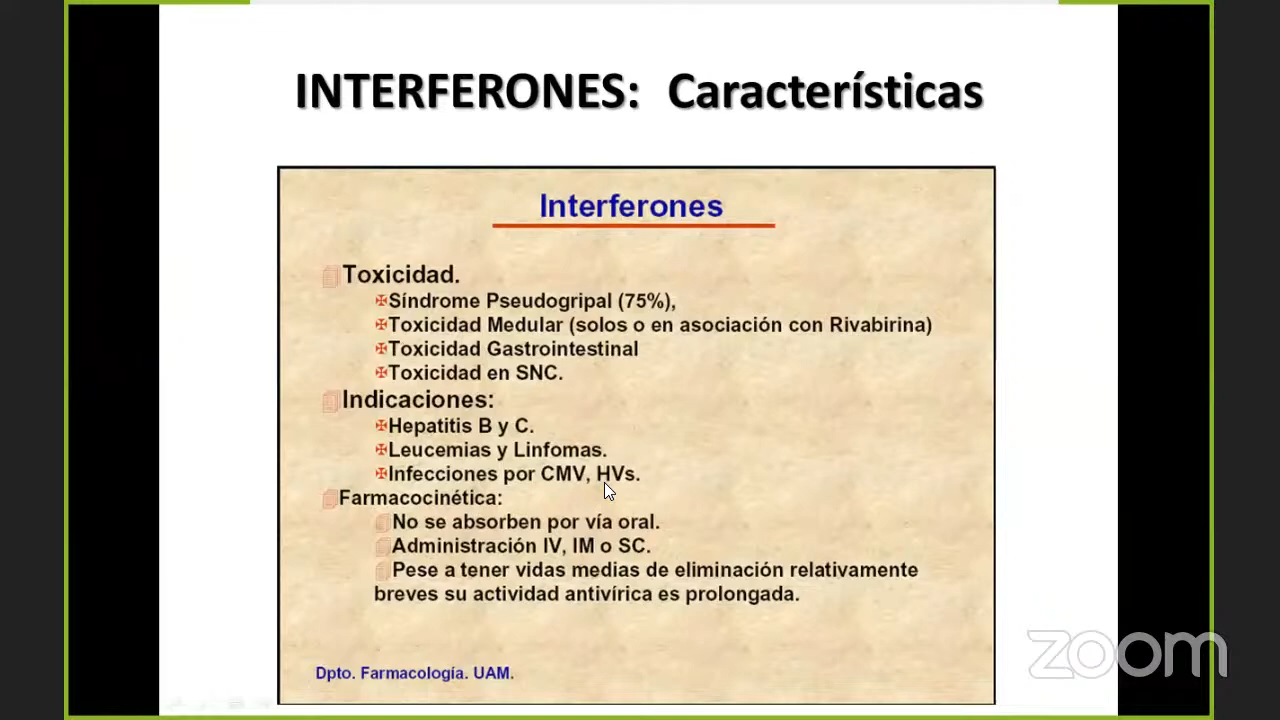 INTERFERONES: Características
Interferones
Toxicidad.
Síndrome Pseudogripal (75%),
Toxicidad Medular (solos o en asociación con Rivabirina)
Toxicidad Gastrointestinal
Toxicidad en SNC.
Indicaciones:
Hepatitis B y C.
Leucemias y Linfomas.
Infecciones por CMV, HVs.
Farmacocinética:
No se absorben por vía oral.
Administración IV, IM o SC.
Pese a tener vidas medias de eliminación relativamente
breves su actividad antivírica es prolongada.
Dpto. Farmacología. UAM.
zoom